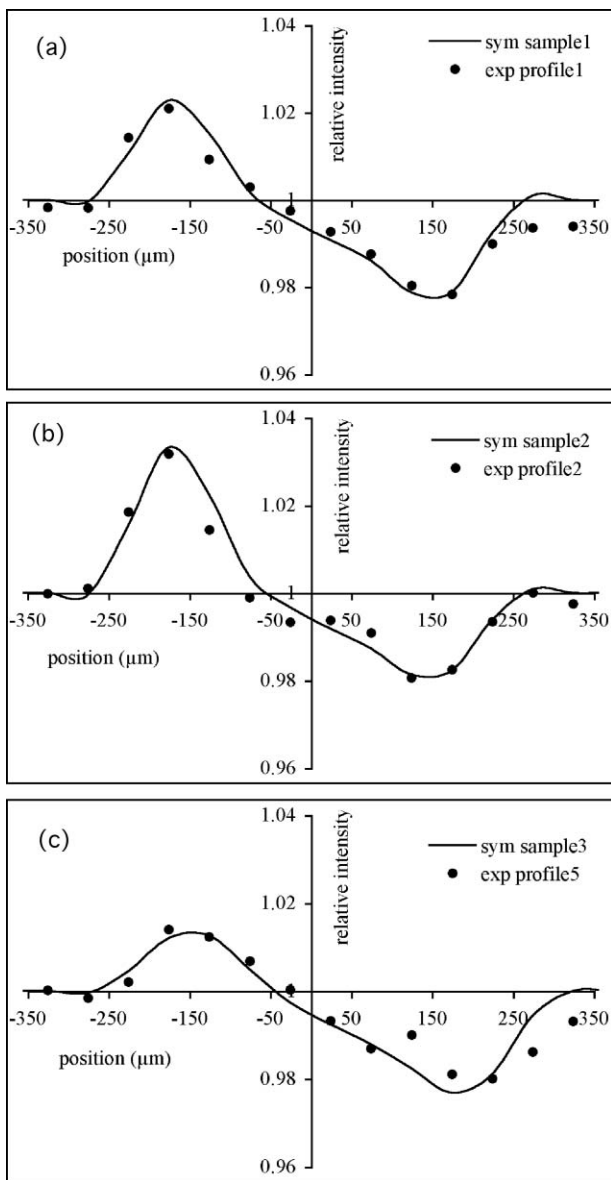 (a)
1.04
sym sample1
exp profile1
relative intensity
1.02
1
-350 -250 -150 -50 50 150 250 350
position (µm)
0.98
0.96
(b)
1.04
sym sample2
exp profile2
relative intensity
1.02
1
-350 -250 -150 -50 50 150 250 350
position (µm)
0.98
0.96
(c)
1.04
sym sample3
exp profile5
relative intensity
1.02
1
-350 -250 -150 -50 50 150 250 350
position (µm)
0.98
0.96